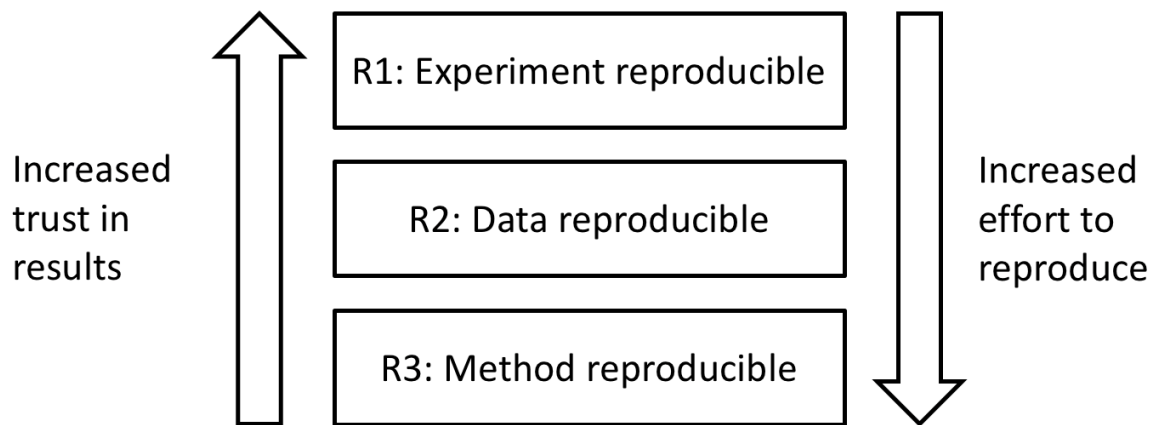 R1: Experiment reproducible
Increased
trust in
results
R2: Data reproducible
Increased
effort to
reproduce
R3: Method reproducible